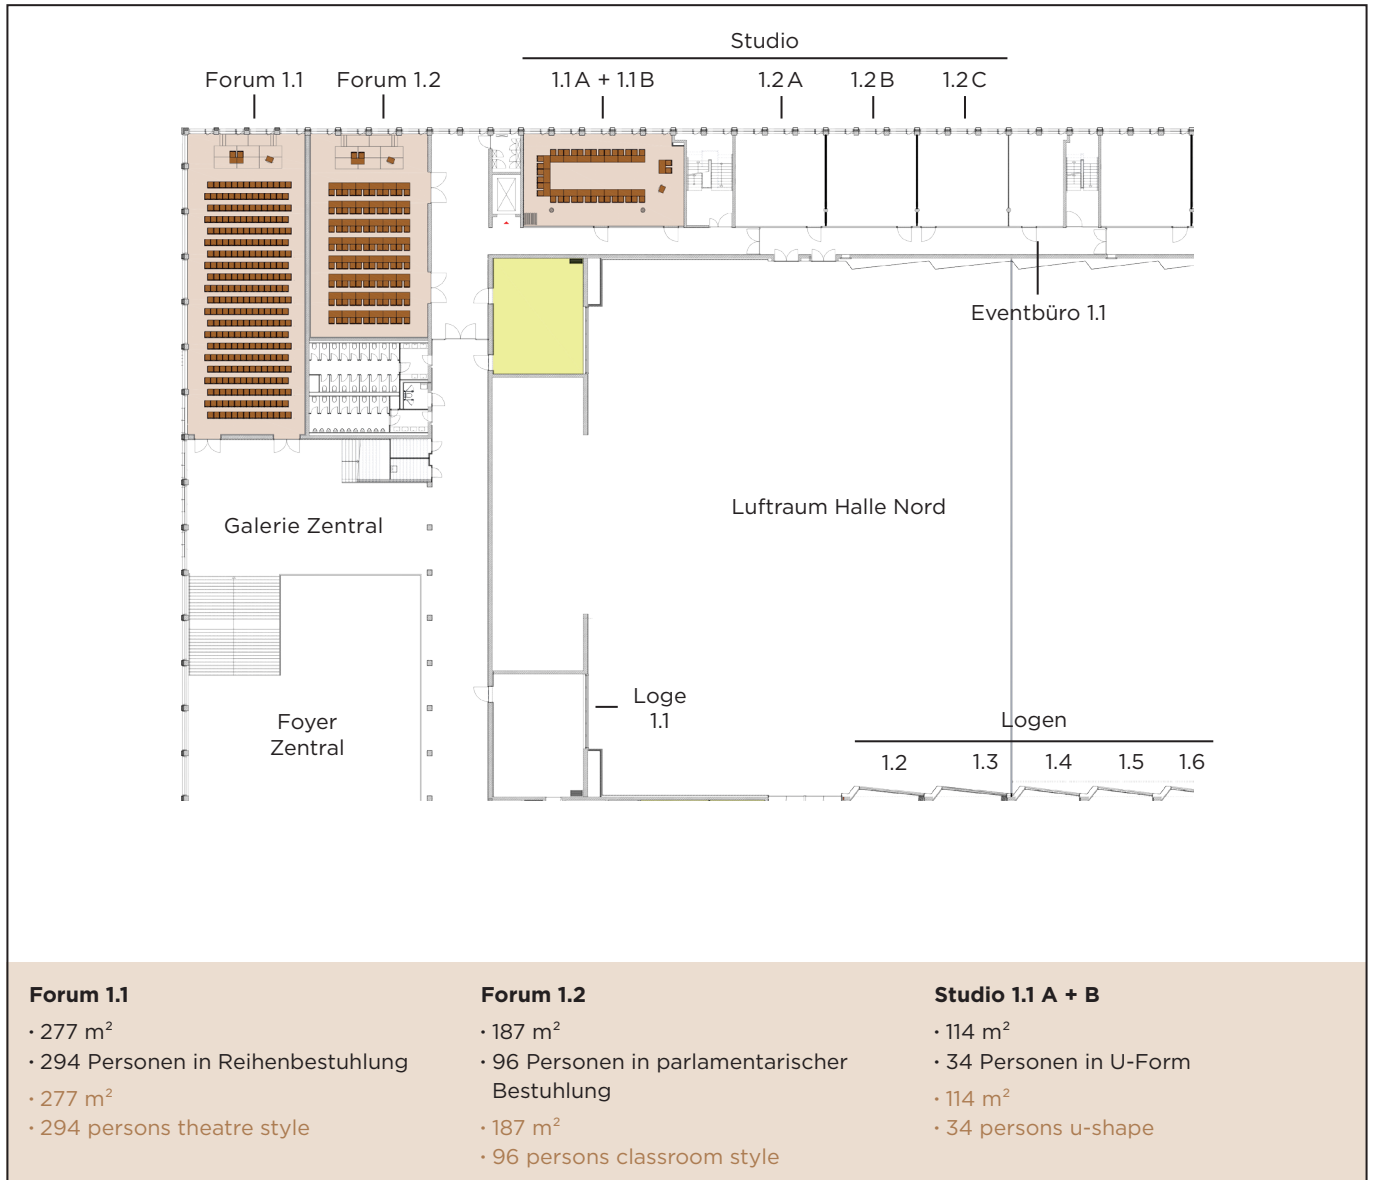 Studio
Forum 1.1
Forum 1.2
1.1 A + 1.1 B
1.2 A
1.2 B
1.2 C
Eventbüro 1.1
Luftraum Halle Nord
Galerie Zentral
Loge
1.1
Foyer
Zentral
Logen
1.2
1.3
1.4
1.5
1.6
Forum 1.1
· 277 m²
· 294 Personen in Reihenbestuhlung
· 277 m²
· 294 persons theatre style
Forum 1.2
· 187 m²
· 96 Personen in parlamentarischer
Bestuhlung
· 187 m²
· 96 persons classroom style
Studio 1.1 A + B
· 114 m²
· 34 Personen in U-Form
· 114 m²
· 34 persons u-shape